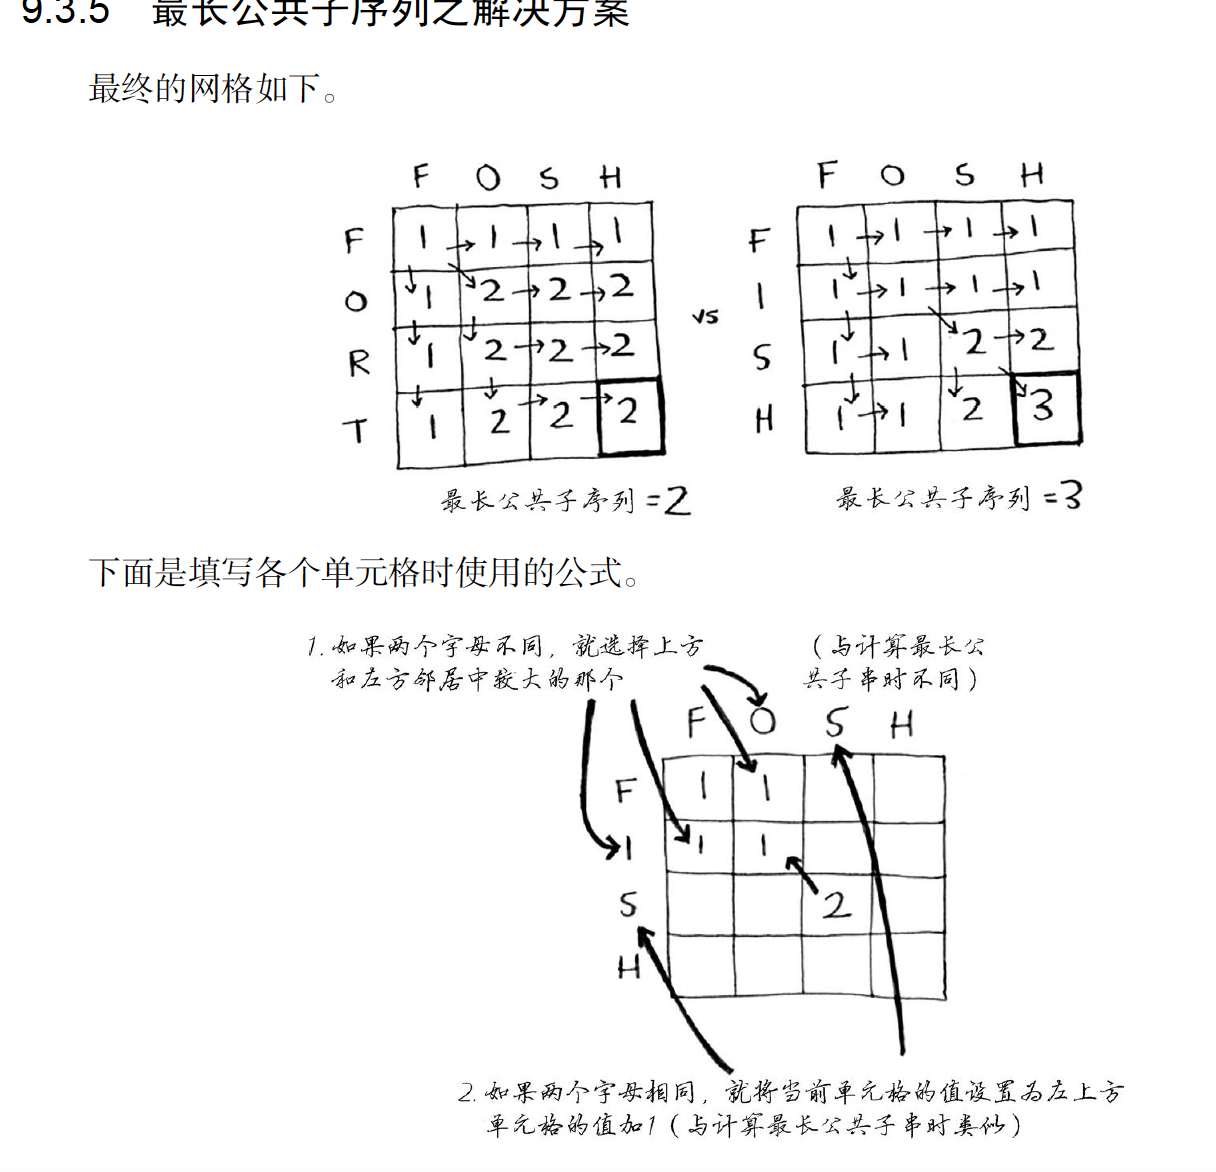 9.3.5 最长公共子序列之解决方案
最终的网格如下。
F O S H
F 1 → 1 → 1 → 1
O 1 2 → 2 → 2
R 1 2 → 2 → 2
T 1 2 → 2 → 2
最长公共子序列 = 2
vs
F O S H
F 1 → 1 → 1 → 1
I 1 → 1 → 1 → 1
S 1 → 1 2 → 2
H 1 → 1 2 3
最长公共子序列 = 3
下面是填写各个单元格时使用的公式。
1. 如果两个字母不同，就选择上方
和左方邻居中较大的那个
（与计算最长公
共子串时不同）
F O S H
F 1 1
I 1 1
S 2
H
2. 如果两个字母相同，就将当前单元格的值设置为左上方
单元格的值加1（与计算最长公共子串时类似）